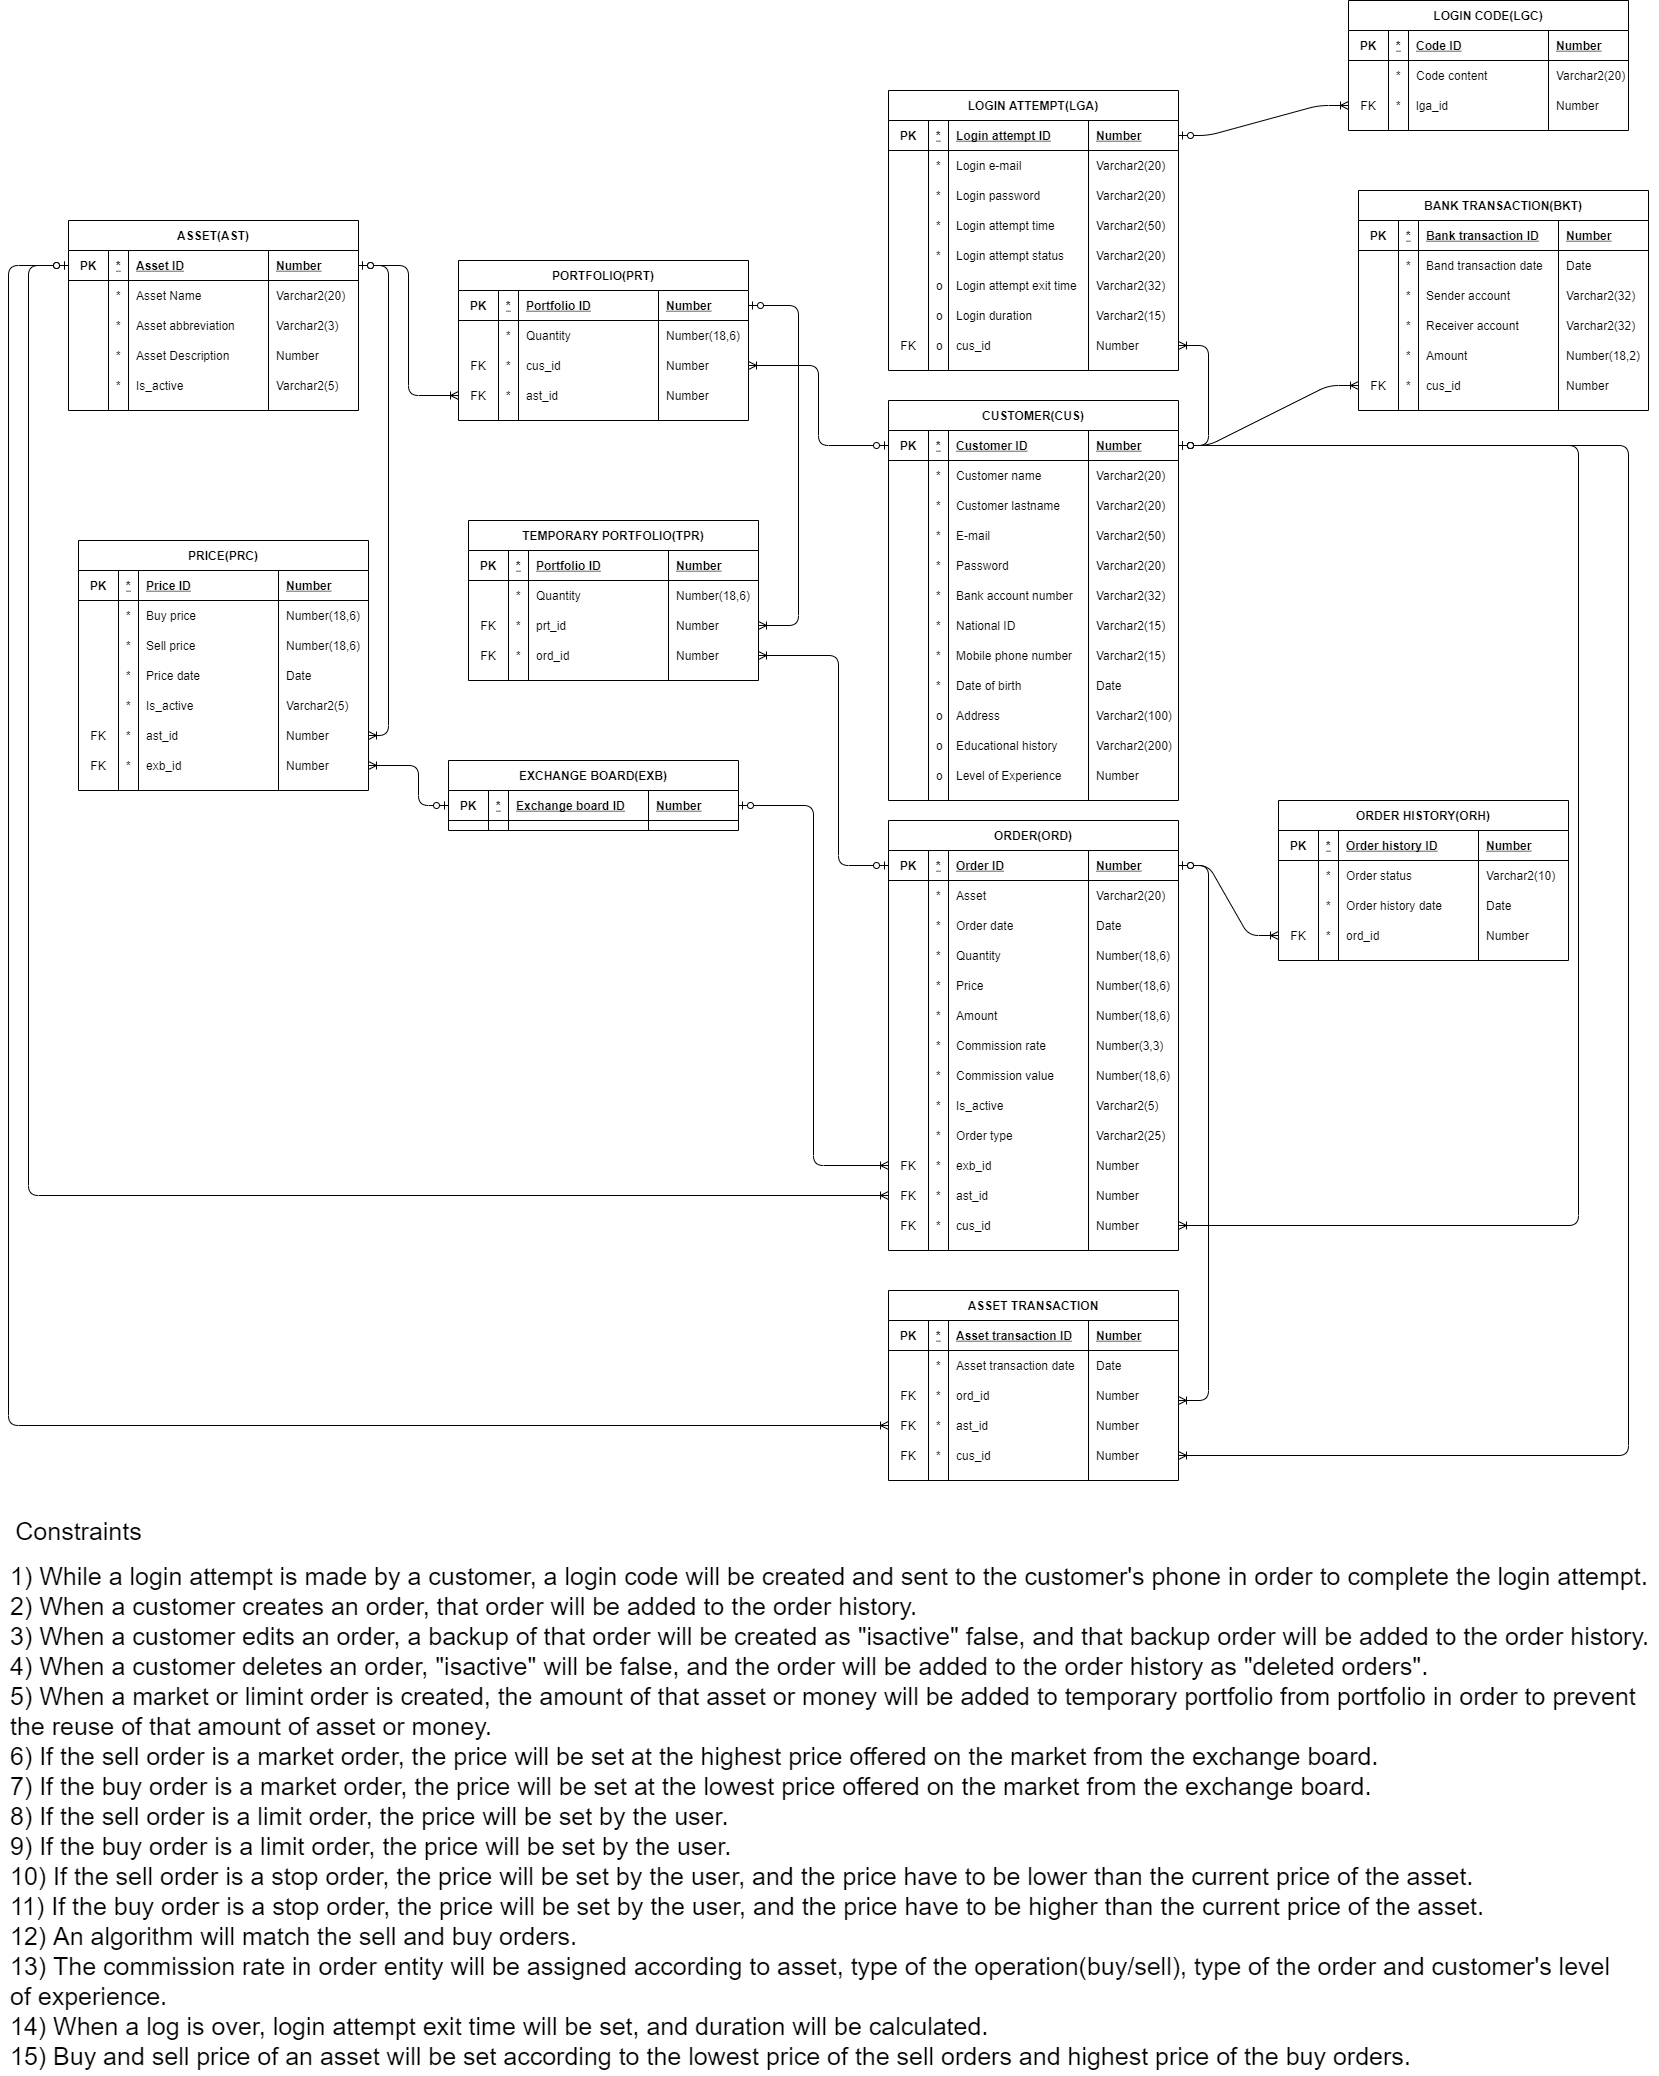 LOGIN CODE(LGC)
PK * Code ID Number
* Code content Varchar2(20)
FK * lga_id Number
LOGIN ATTEMPT(LGA)
PK * Login attempt ID Number
* Login e-mail Varchar2(20)
* Login password Varchar2(20)
* Login attempt time Varchar2(50)
* Login attempt status Varchar2(20)
o Login attempt exit time Varchar2(32)
o Login duration Varchar2(15)
FK o cus_id Number
BANK TRANSACTION(BKT)
PK * Bank transaction ID Number
* Band transaction date Date
* Sender account Varchar2(32)
* Receiver account Varchar2(32)
* Amount Number(18,2)
FK * cus_id Number
ASSET(AST)
PK * Asset ID Number
* Asset Name Varchar2(20)
* Asset abbreviation Varchar2(3)
* Asset Description Number
* Is_active Varchar2(5)
PORTFOLIO(PRT)
PK * Portfolio ID Number
* Quantity Number(18,6)
FK * cus_id Number
FK * ast_id Number
CUSTOMER(CUS)
PK * Customer ID Number
* Customer name Varchar2(20)
* Customer lastname Varchar2(20)
* E-mail Varchar2(50)
* Password Varchar2(20)
* Bank account number Varchar2(32)
* National ID Varchar2(15)
* Mobile phone number Varchar2(15)
* Date of birth Date
o Address Varchar2(100)
o Educational history Varchar2(200)
o Level of Experience Number
TEMPORARY PORTFOLIO(TPR)
PK * Portfolio ID Number
* Quantity Number(18,6)
FK * prt_id Number
FK * ord_id Number
PRICE(PRC)
PK * Price ID Number
* Buy price Number(18,6)
* Sell price Number(18,6)
* Price date Date
* Is_active Varchar2(5)
FK * ast_id Number
FK * exb_id Number
EXCHANGE BOARD(EXB)
PK * Exchange board ID Number
ORDER(ORD)
PK * Order ID Number
* Asset Varchar2(20)
* Order date Date
* Quantity Number(18,6)
* Price Number(18,6)
* Amount Number(18,6)
* Commission rate Number(3,3)
* Commission value Number(18,6)
* Is_active Varchar2(5)
* Order type Varchar2(25)
FK * exb_id Number
FK * ast_id Number
FK * cus_id Number
ORDER HISTORY(ORH)
PK * Order history ID Number
* Order status Varchar2(10)
* Order history date Date
FK * ord_id Number
ASSET TRANSACTION
PK * Asset transaction ID Number
* Asset transaction date Date
FK * ord_id Number
FK * ast_id Number
FK * cus_id Number
Constraints
1) While a login attempt is made by a customer, a login code will be created and sent to the customer's phone in order to complete the login attempt.
2) When a customer creates an order, that order will be added to the order history.
3) When a customer edits an order, a backup of that order will be created as "isactive" false, and that backup order will be added to the order history.
4) When a customer deletes an order, "isactive" will be false, and the order will be added to the order history as "deleted orders".
5) When a market or limint order is created, the amount of that asset or money will be added to temporary portfolio from portfolio in order to prevent
the reuse of that amount of asset or money.
6) If the sell order is a market order, the price will be set at the highest price offered on the market from the exchange board.
7) If the buy order is a market order, the price will be set at the lowest price offered on the market from the exchange board.
8) If the sell order is a limit order, the price will be set by the user.
9) If the buy order is a limit order, the price will be set by the user.
10) If the sell order is a stop order, the price will be set by the user, and the price have to be lower than the current price of the asset.
11) If the buy order is a stop order, the price will be set by the user, and the price have to be higher than the current price of the asset.
12) An algorithm will match the sell and buy orders.
13) The commission rate in order entity will be assigned according to asset, type of the operation(buy/sell), type of the order and customer's level
of experience.
14) When a log is over, login attempt exit time will be set, and duration will be calculated.
15) Buy and sell price of an asset will be set according to the lowest price of the sell orders and highest price of the buy orders.